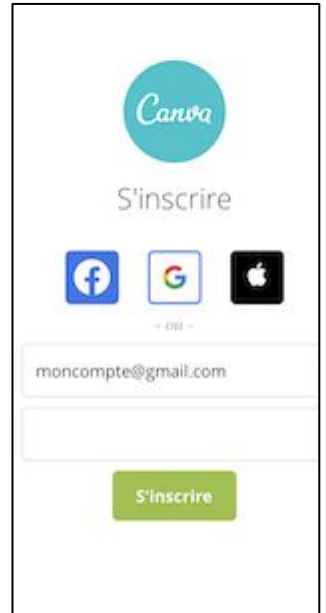 Canva
S'inscrire
G
- ou -
moncompte@gmail.com
S'inscrire